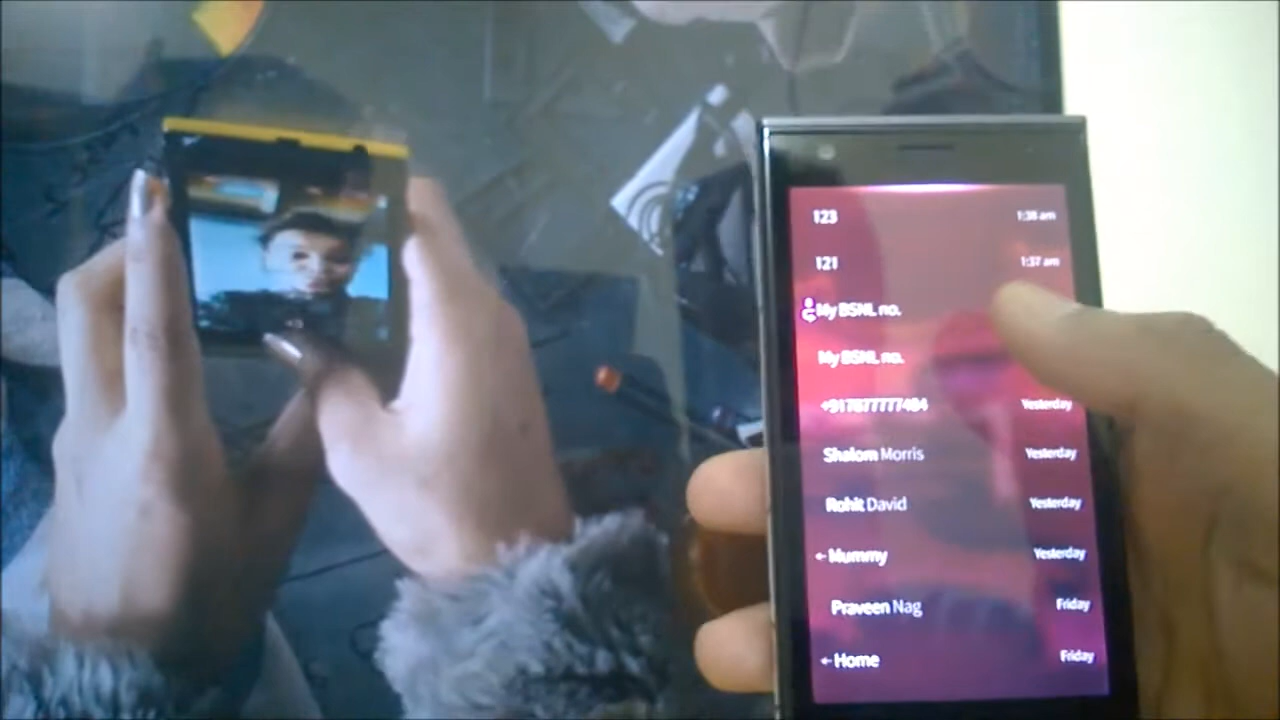 123 1:38 am
121 1:37 am
My BSNL no.
My BSNL no.
Yesterday
Shalom Morris Yesterday
Rohit David Yesterday
←Mummy Yesterday
Praveen Nag Friday
←Home Friday